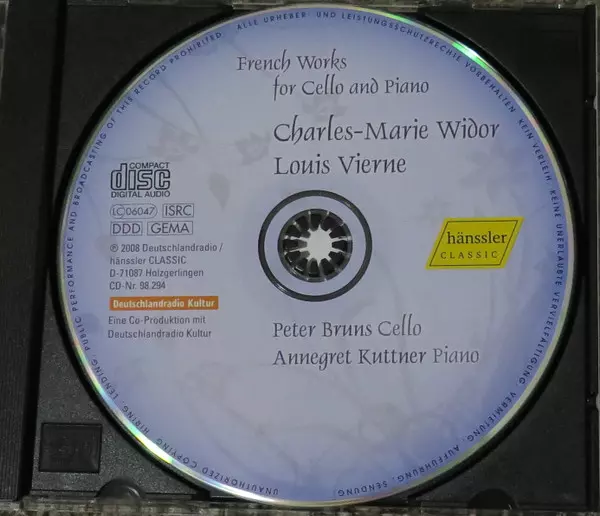 French Works
for Cello and Piano
Charles-Marie Widor
Louis Vierne
COMPACT
disc
DIGITAL AUDIO
LC 06047 ISRC
DDD GEMA
℗ 2008 Deutschlandradio /
hänssler CLASSIC
D-71087 Holzgerlingen
CD-Nr. 98.294
Deutschlandradio Kultur
Eine Co-Produktion mit
Deutschlandradio Kultur
hänssler
CLASSIC
Peter Bruns Cello
Annegret Kuttner Piano
ALLE URHEBER- UND LEISTUNGSSCHUTZRECHTE VORBEHALTEN. KEIN VERLEIH, KEINE UNERLAUBTE VERVIELFÄLTIGUNG, VERMIETUNG, AUFFÜHRUNG, SENDUNG.
UNAUTHORIZED COPYING, HIRING, LENDING, PUBLIC PERFORMANCE AND BROADCASTING OF THIS RECORD PROHIBITED.